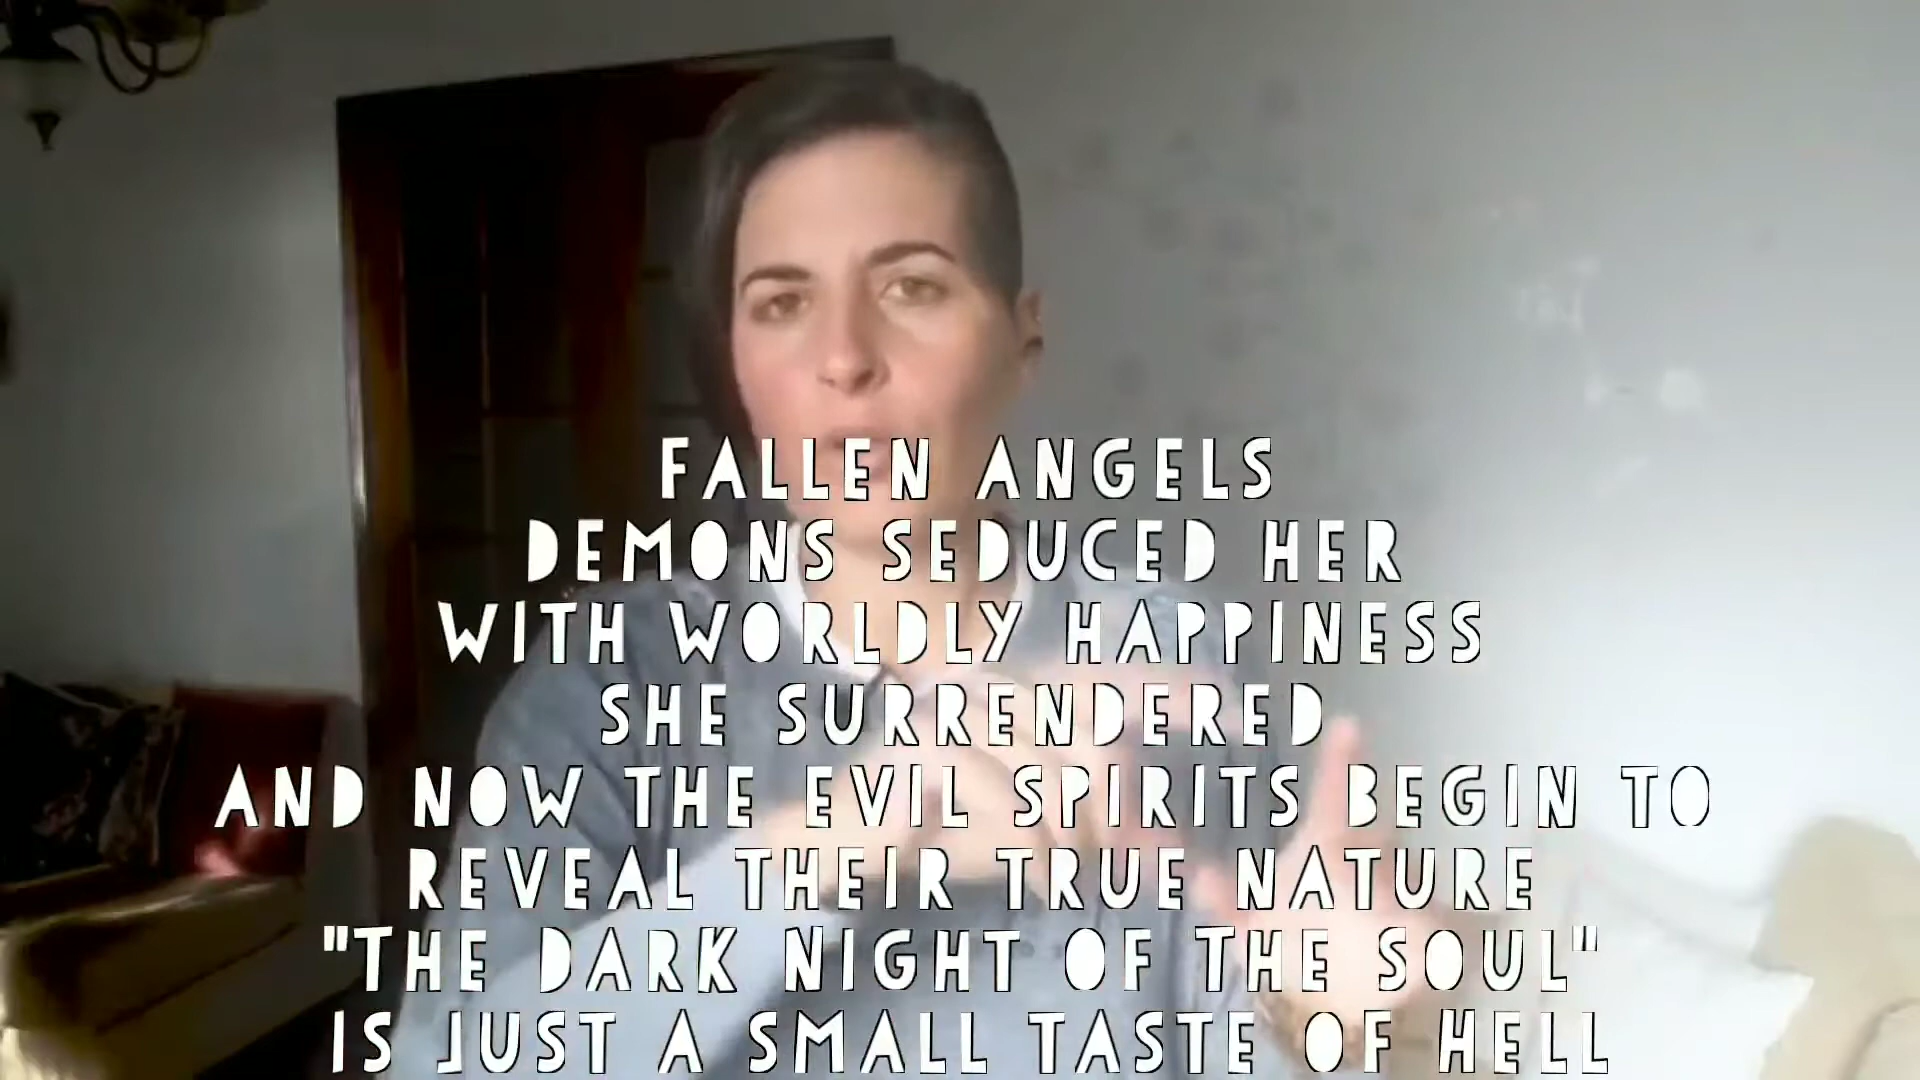 FALLEN ANGELS
DEMONS SEDUCED HER
WITH WORLDLY HAPPINESS
SHE SURRENDERED
AND NOW THE EVIL SPIRITS BEGIN TO
REVEAL THEIR TRUE NATURE
"THE DARK NIGHT OF THE SOUL"
IS JUST A SMALL TASTE OF HELL